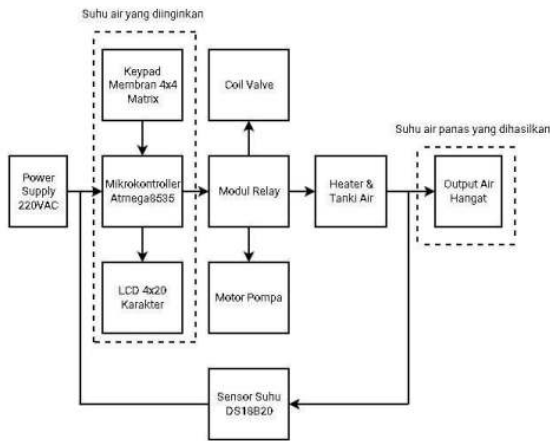 Suhu air yang diinginkan
Keypad
Membran 4x4
Matrix
Coil Valve
Suhu air panas yang dihasilkan
Power
Supply
220VAC
Mikrokontroller
Atmega8535
Modul Relay
Heater &
Tanki Air
Output Air
Hangat
LCD 4x20
Karakter
Motor Pompa
Sensor Suhu
DS18B20